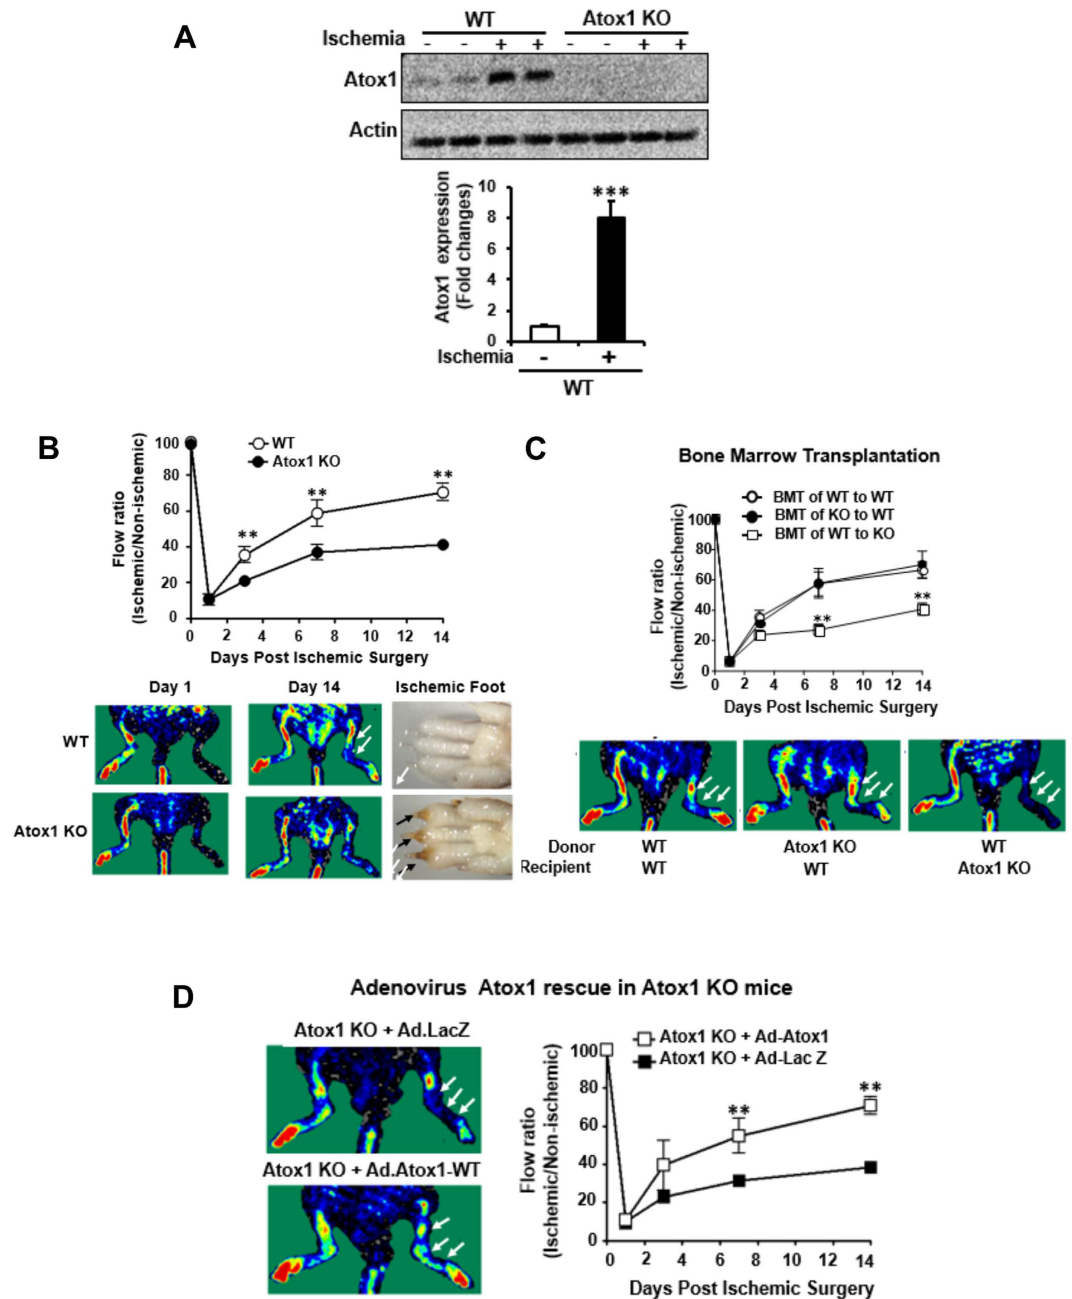 A
WT Atox1 KO
Ischemia - - + + - - + +
Atox1
Actin
Atox1 expression
(Fold changes)
10
8
6
4
2
0
***
Ischemia - +
WT
B
Flow ratio
(Ischemic/Non-ischemic)
100
80
60
40
20
0
WT
Atox1 KO
**
**
**
0 2 4 6 8 10 12 14
Days Post Ischemic Surgery
Day 1 Day 14 Ischemic Foot
WT
Atox1 KO
C
Bone Marrow Transplantation
BMT of WT to WT
BMT of KO to WT
BMT of WT to KO
Flow ratio
(Ischemic/Non-ischemic)
100
80
60
40
20
0
**
**
0 2 4 6 8 10 12 14
Days Post Ischemic Surgery
Donor WT Atox1 KO WT
Recipient WT WT Atox1 KO
D
Adenovirus Atox1 rescue in Atox1 KO mice
Atox1 KO + Ad.LacZ
Atox1 KO + Ad.Atox1-WT
Atox1 KO + Ad-Atox1
Atox1 KO + Ad-Lac Z
Flow ratio
(Ischemic/Non-ischemic)
100
80
60
40
20
0
**
**
0 2 4 6 8 10 12 14
Days Post Ischemic Surgery